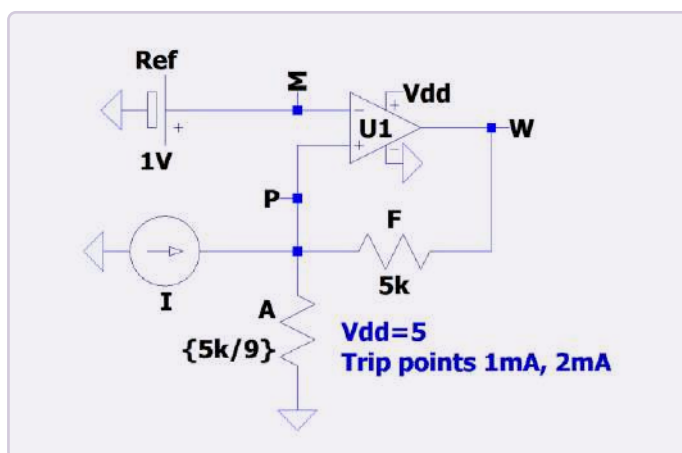 Ref
M
Vdd
U1
W
1V
P
F
5k
I
A
{5k/9}
Vdd=5
Trip points 1mA, 2mA